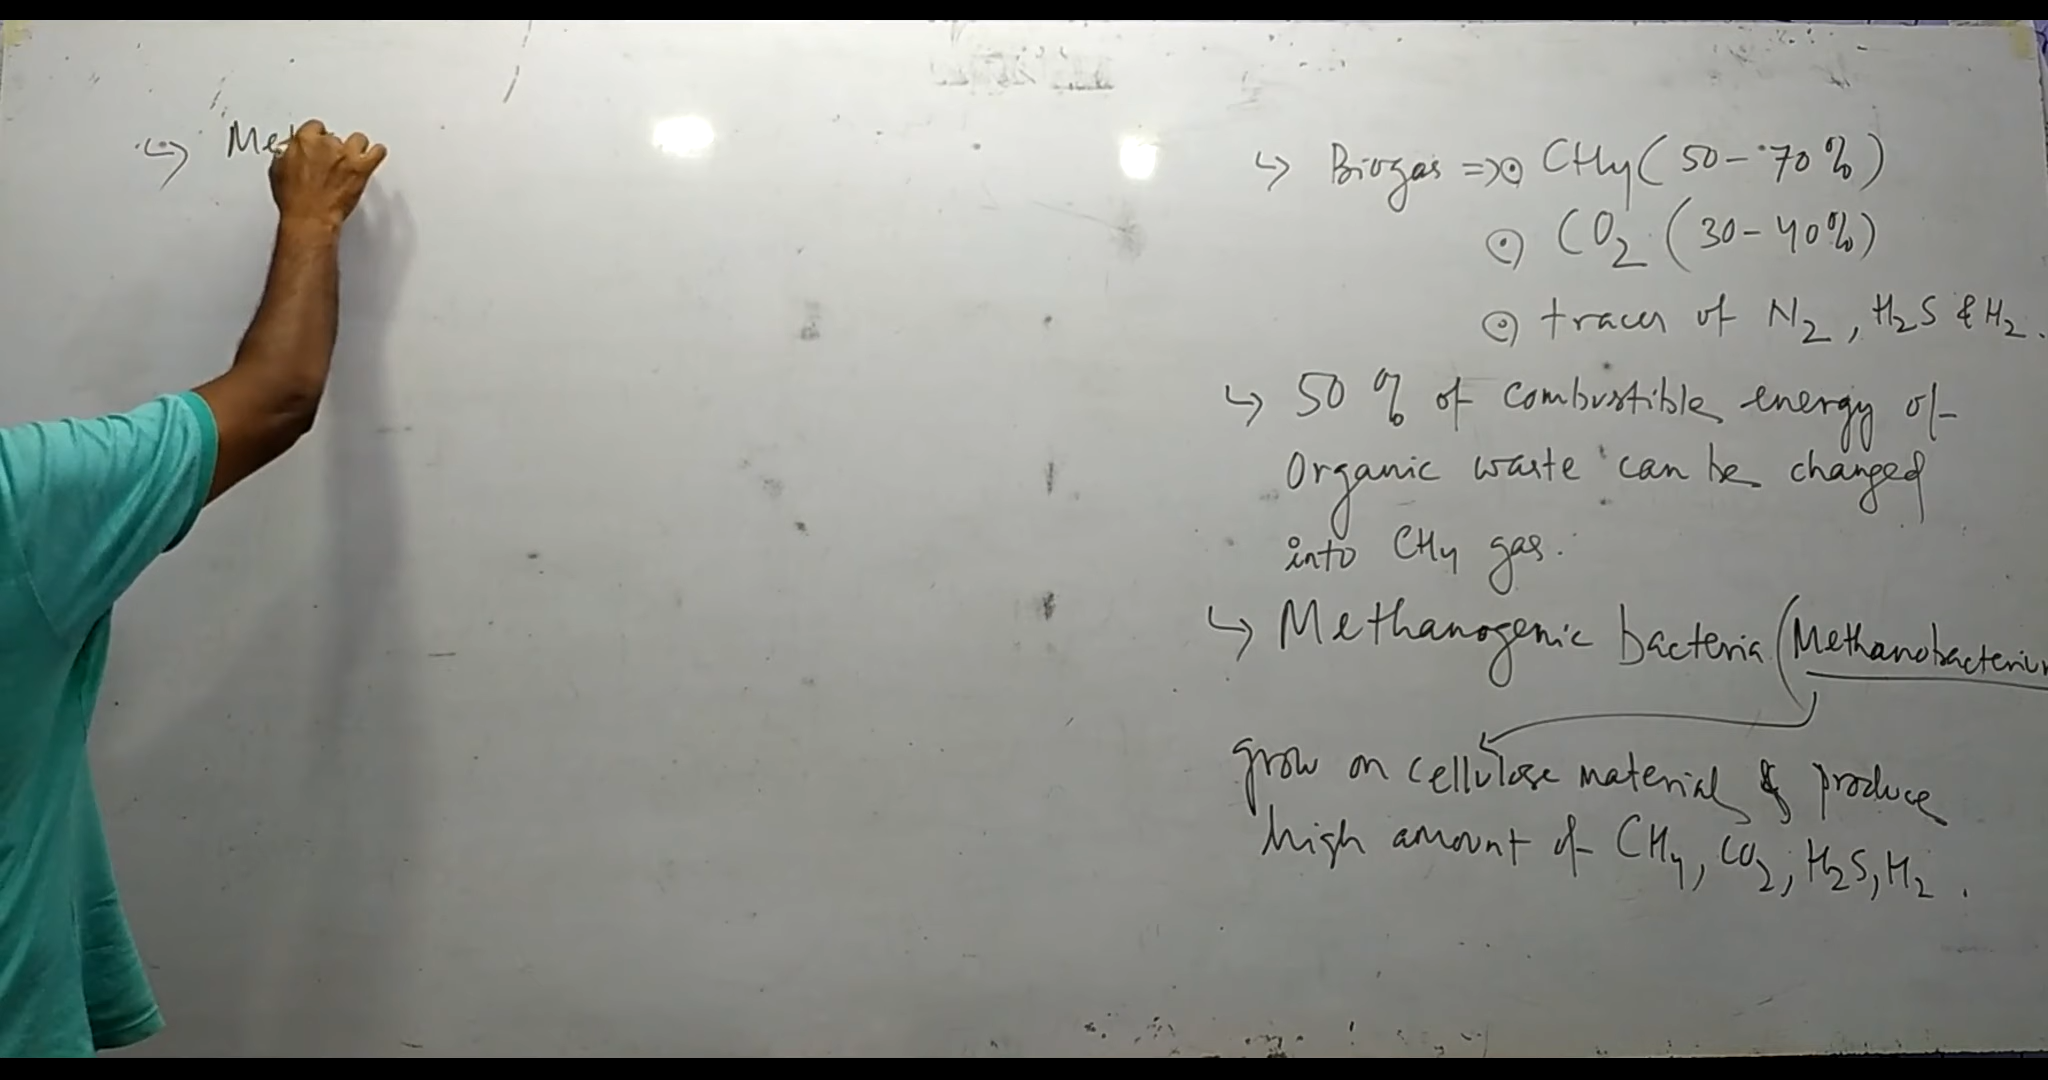 ↳ Met
↳ Biogas => ⊙ CH4 (50-70%)
⊙ CO2 (30-40%)
⊙ traces of N2, H2S & H2.
↳ 50% of combustible energy of
Organic waste can be changed
into CH4 gas.
↳ Methanogenic bacteria (Methanobacterium
grow on cellulose material & produce
high amount of CH4, CO2, H2S, H2.